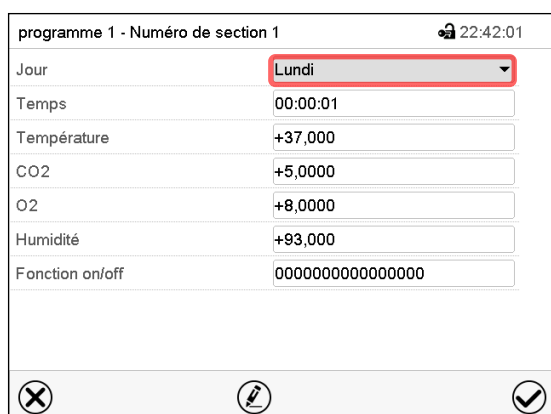 programme 1 - Numéro de section 1 22:42:01
Jour Lundi
Temps 00:00:01
Température +37,000
CO2 +5,0000
O2 +8,0000
Humidité +93,000
Fonction on/off 0000000000000000